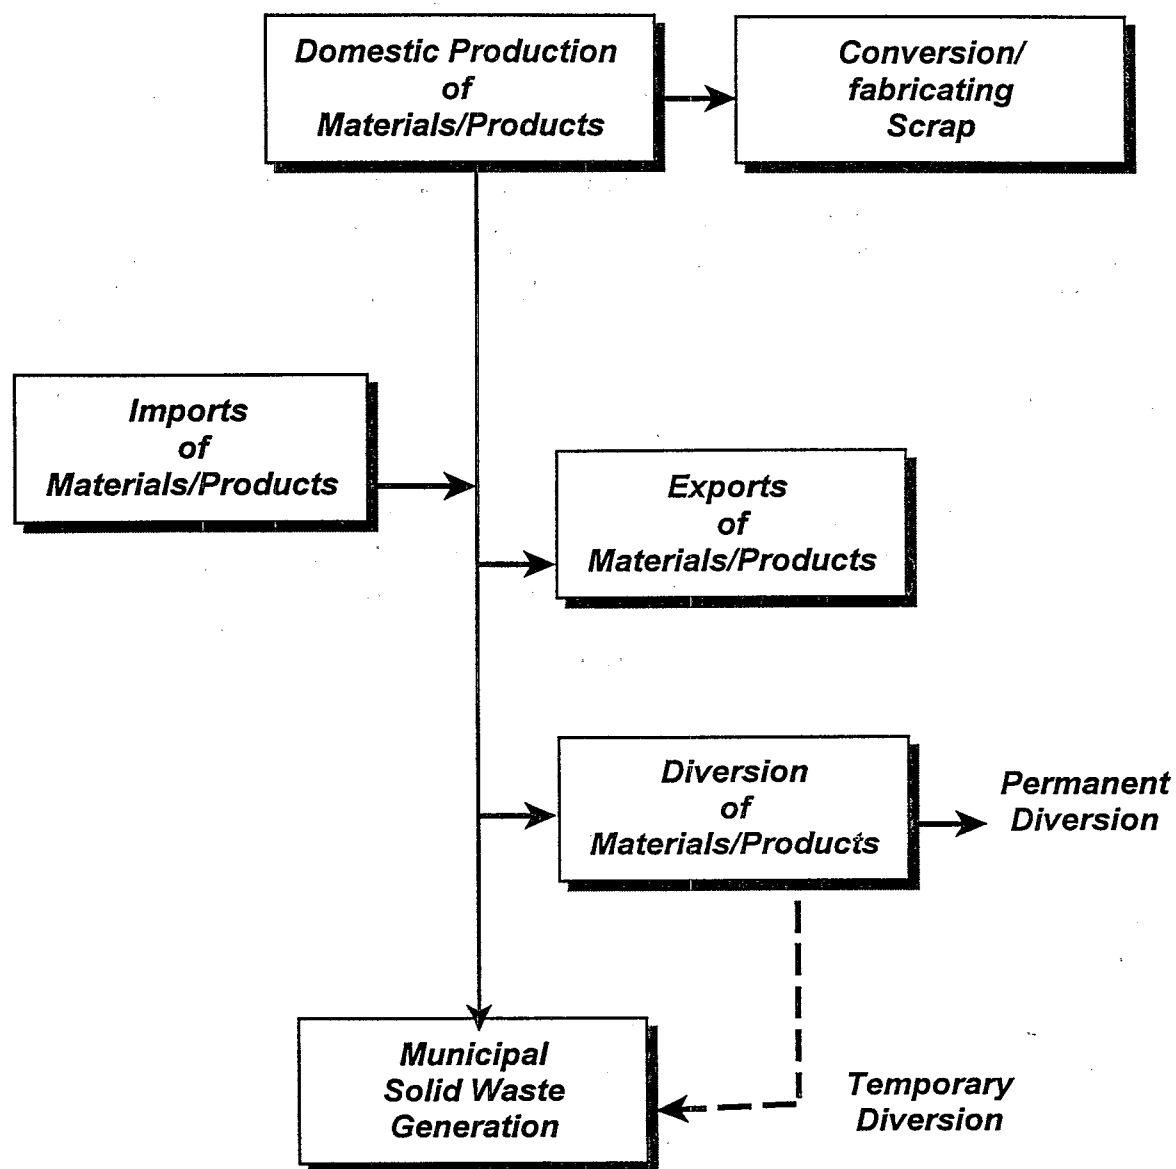 Domestic Production
of
Materials/Products
Conversion/
fabricating
Scrap
Imports
of
Materials/Products
Exports
of
Materials/Products
Diversion
of
Materials/Products
Permanent
Diversion
Municipal
Solid Waste
Generation
Temporary
Diversion